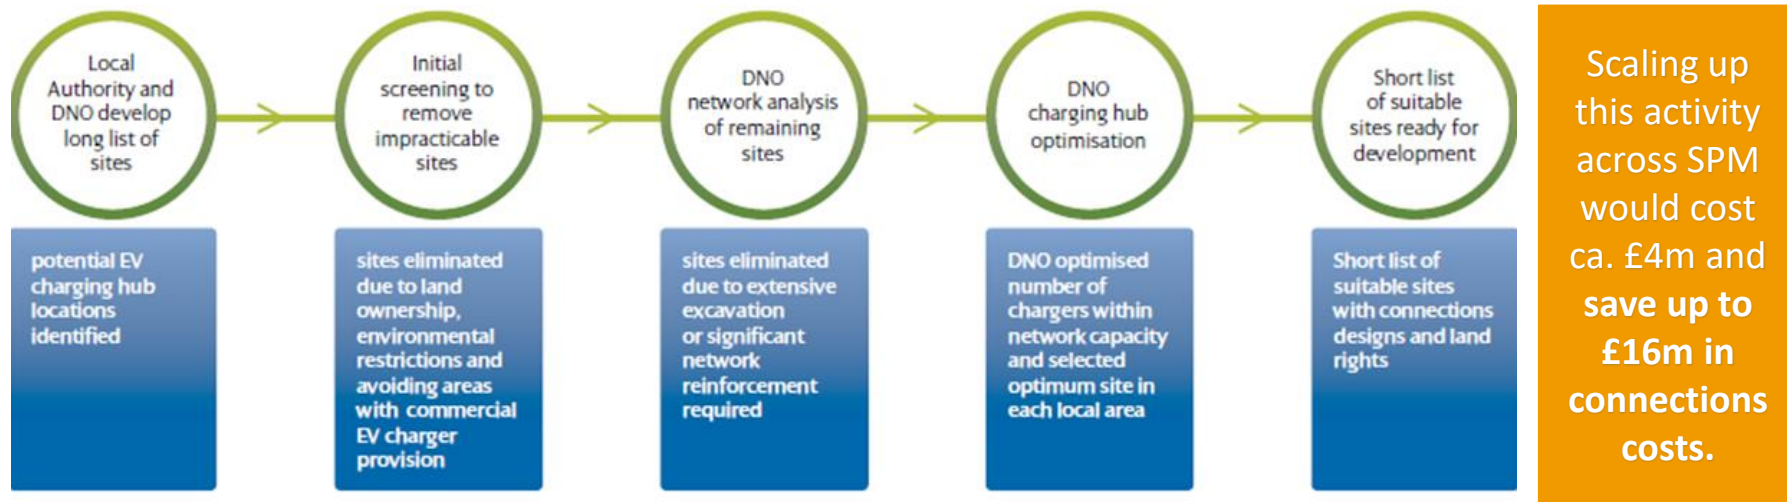 Local
Authority and
DNO develop
long list of
sites
Initial
screening to
remove
impracticable
sites
DNO
network analysis
of remaining
sites
DNO
charging hub
optimisation
Short list
of suitable
sites ready for
development
potential EV
charging hub
locations
identified
sites eliminated
due to land
ownership,
environmental
restrictions and
avoiding areas
with commercial
EV charger
provision
sites eliminated
due to extensive
excavation
or significant
network
reinforcement
required
DNO optimised
number of
chargers within
network capacity
and selected
optimum site in
each local area
Short list of
suitable sites
with connections
designs and land
rights
Scaling up
this activity
across SPM
would cost
ca. £4m and
save up to
£16m in
connections
costs.